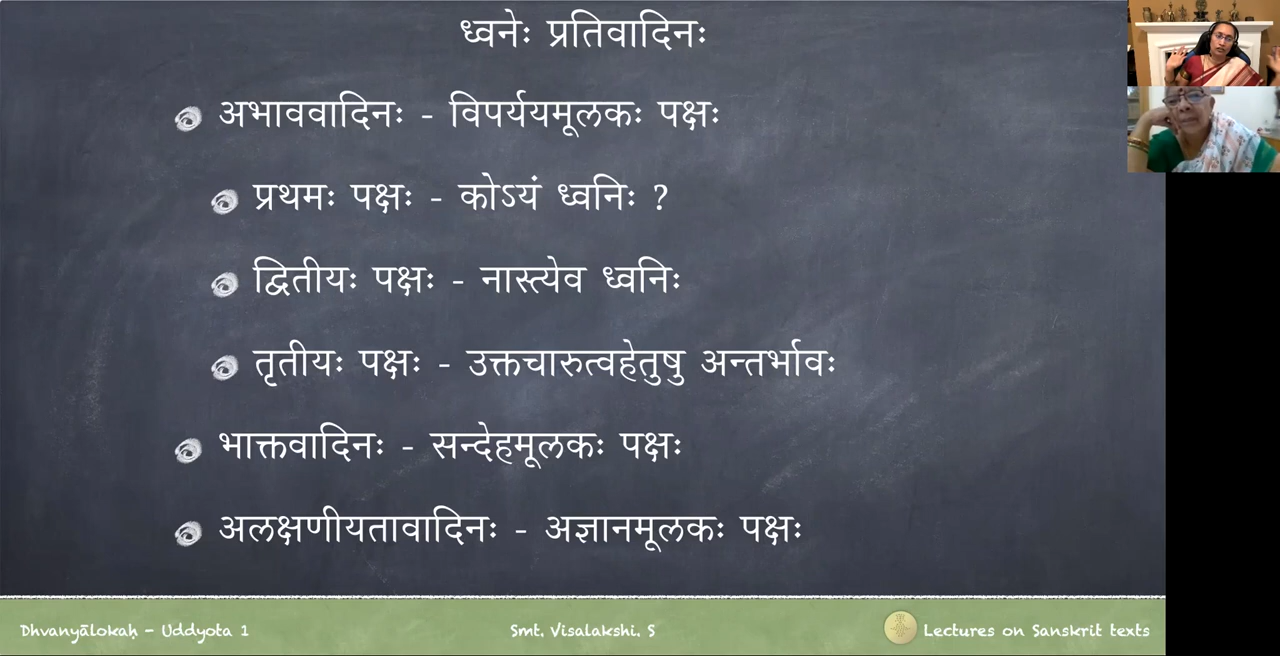 ध्वनेः प्रतिवादिनः
अभाववादिनः - विपर्ययमूलकः पक्षः
प्रथमः पक्षः - कोऽयं ध्वनिः ?
द्वितीयः पक्षः - नास्त्येव ध्वनिः
तृतीयः पक्षः - उक्तचारुत्वहेतुषु अन्तर्भावः
भाक्तवादिनः - सन्देहमूलकः पक्षः
अलक्षणीयतावादिनः - अज्ञानमूलकः पक्षः
Dhvanyālokaḥ - Uddyota 1 Smt. Visalakshi. S Lectures on Sanskrit texts